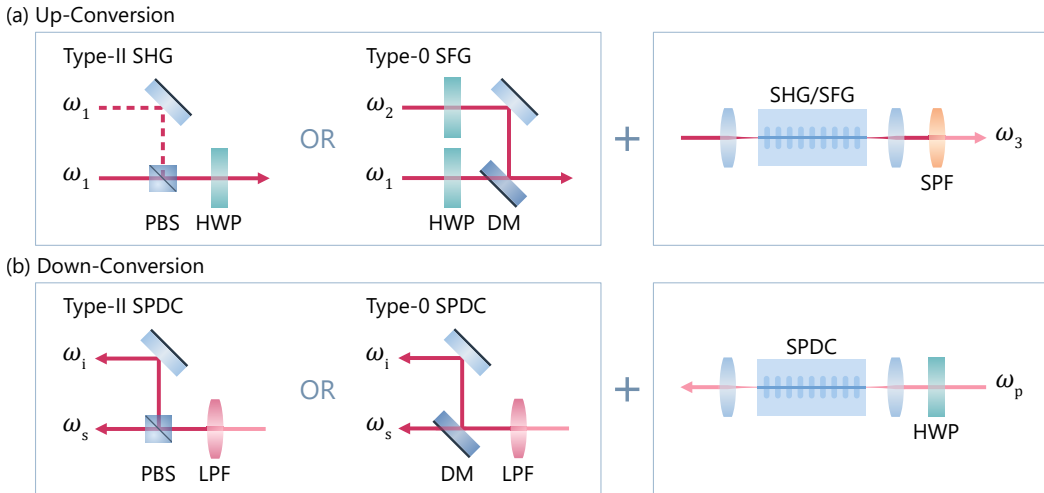 (a) Up-Conversion
Type-II SHG
ω₁
ω₁
PBS HWP
OR
Type-0 SFG
ω₂
ω₁
HWP DM
+
SHG/SFG
ω₃
SPF
(b) Down-Conversion
Type-II SPDC
ωᵢ
ωₛ
PBS LPF
OR
Type-0 SPDC
ωᵢ
ωₛ
DM LPF
+
SPDC
ωₚ
HWP